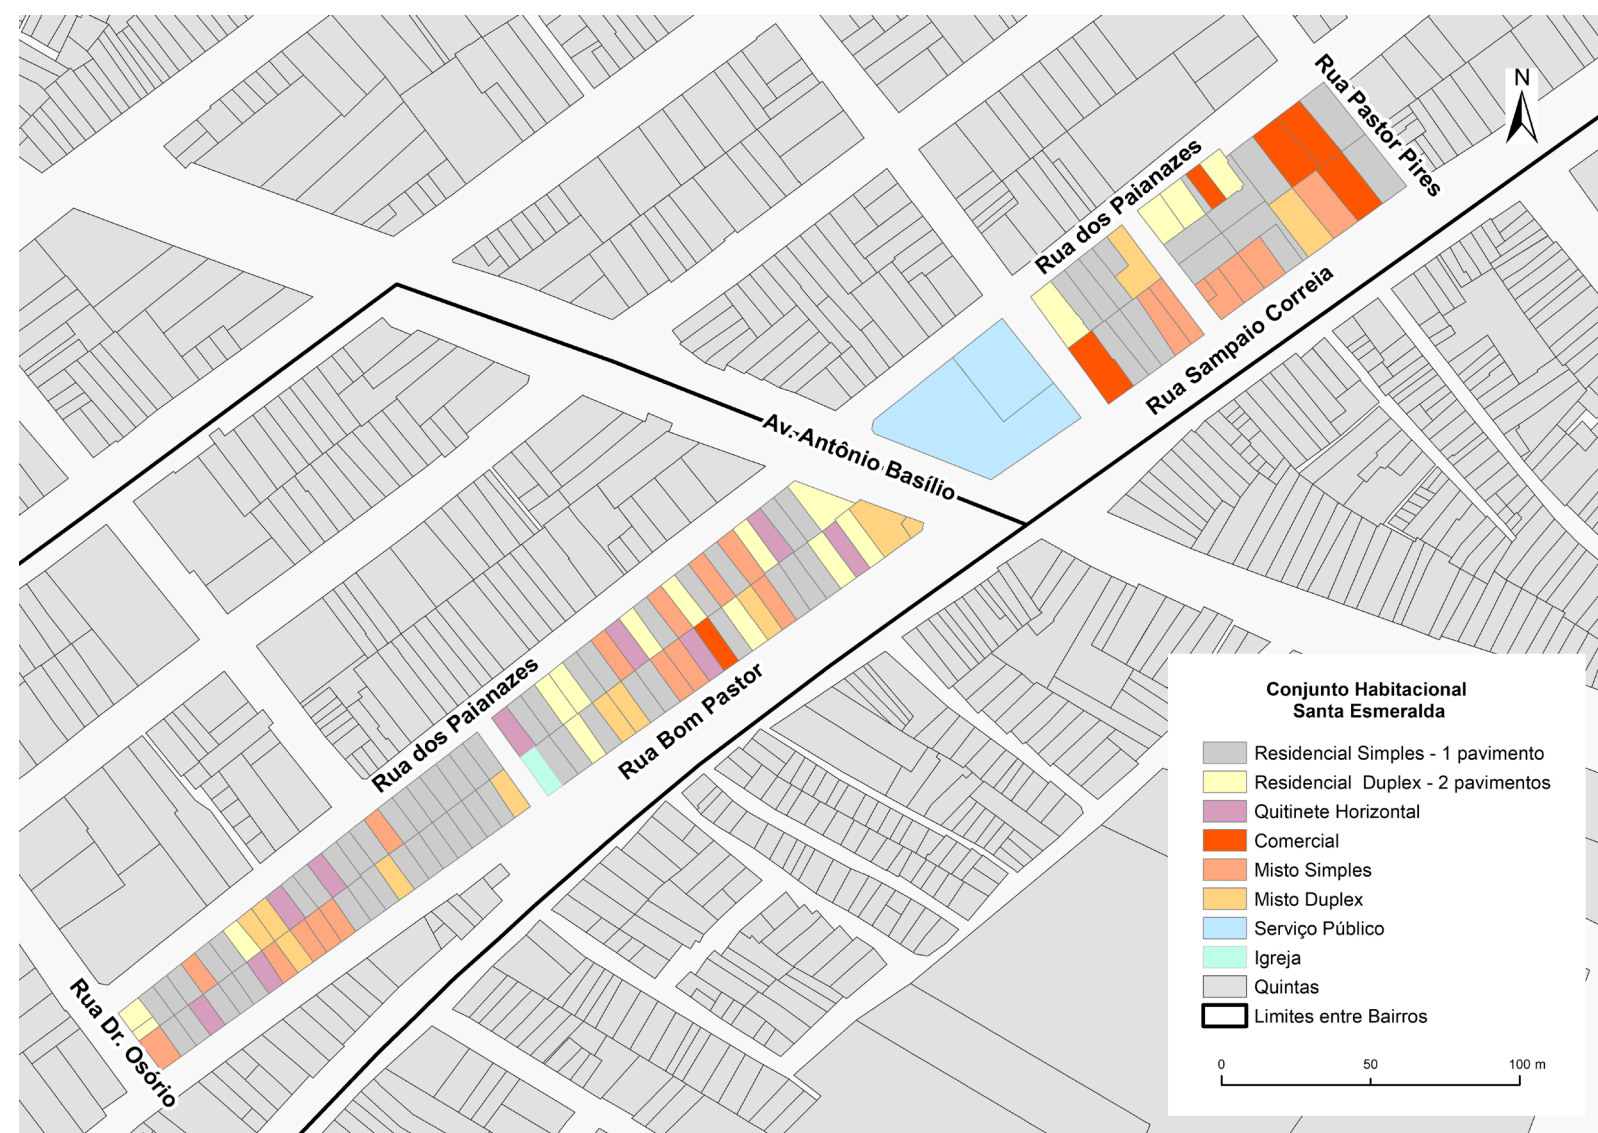 Rua Pastor Pires
N
Rua dos Paianazes
Rua Sampaio Correia
Av. Antônio Basílio
Rua dos Paianazes
Rua Bom Pastor
Rua Dr. Osório
Conjunto Habitacional
Santa Esmeralda
Residencial Simples - 1 pavimento
Residencial Duplex - 2 pavimentos
Quitinete Horizontal
Comercial
Misto Simples
Misto Duplex
Serviço Público
Igreja
Quintas
Limites entre Bairros
0 50 100 m